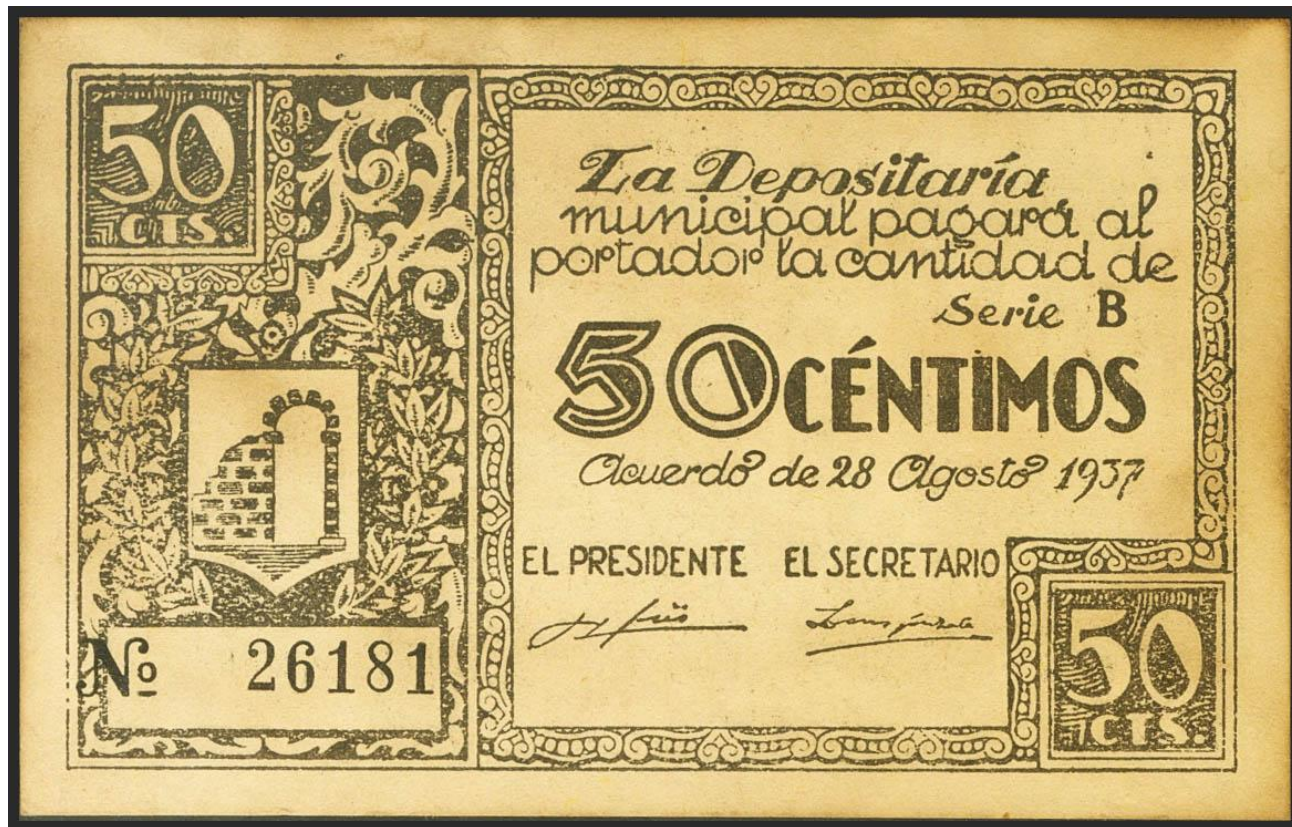 50
CTS.
La Depositaría
municipal pagará al
portador la cantidad de
Serie B
50 CÉNTIMOS
Acuerdo de 28 Agosto 1937
EL PRESIDENTE EL SECRETARIO
Nº 26181
50
CTS.